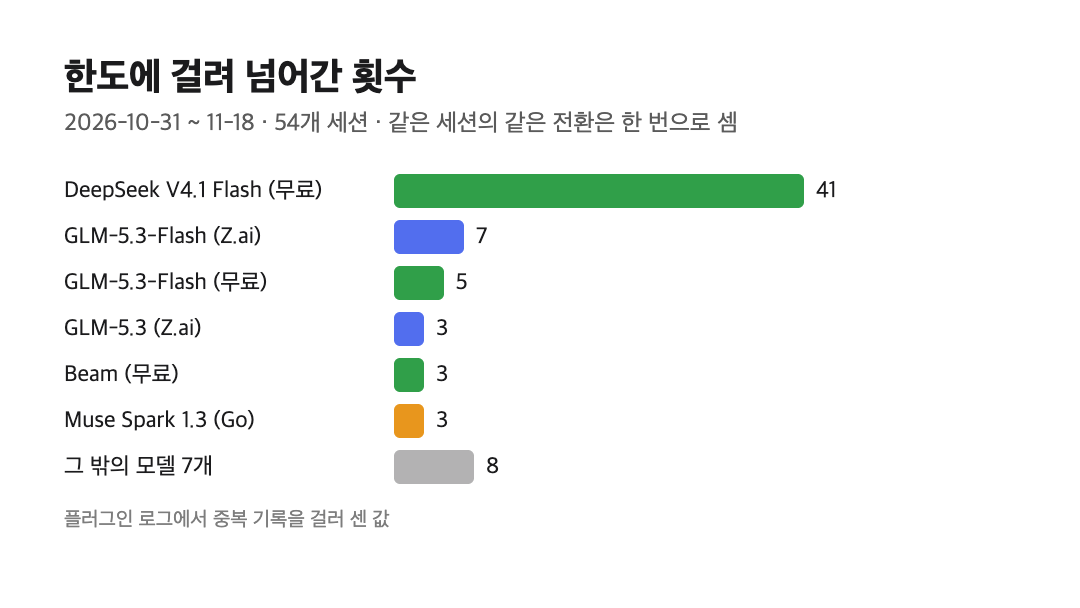 한도에 걸려 넘어간 횟수
2026-10-31 ~ 11-18 · 54개 세션 · 같은 세션의 같은 전환은 한 번으로 셈
DeepSeek V4.1 Flash (무료) 41
GLM-5.3-Flash (Z.ai) 7
GLM-5.3-Flash (무료) 5
GLM-5.3 (Z.ai) 3
Beam (무료) 3
Muse Spark 1.3 (Go) 3
그 밖의 모델 7개 8
플러그인 로그에서 중복 기록을 걸러 센 값